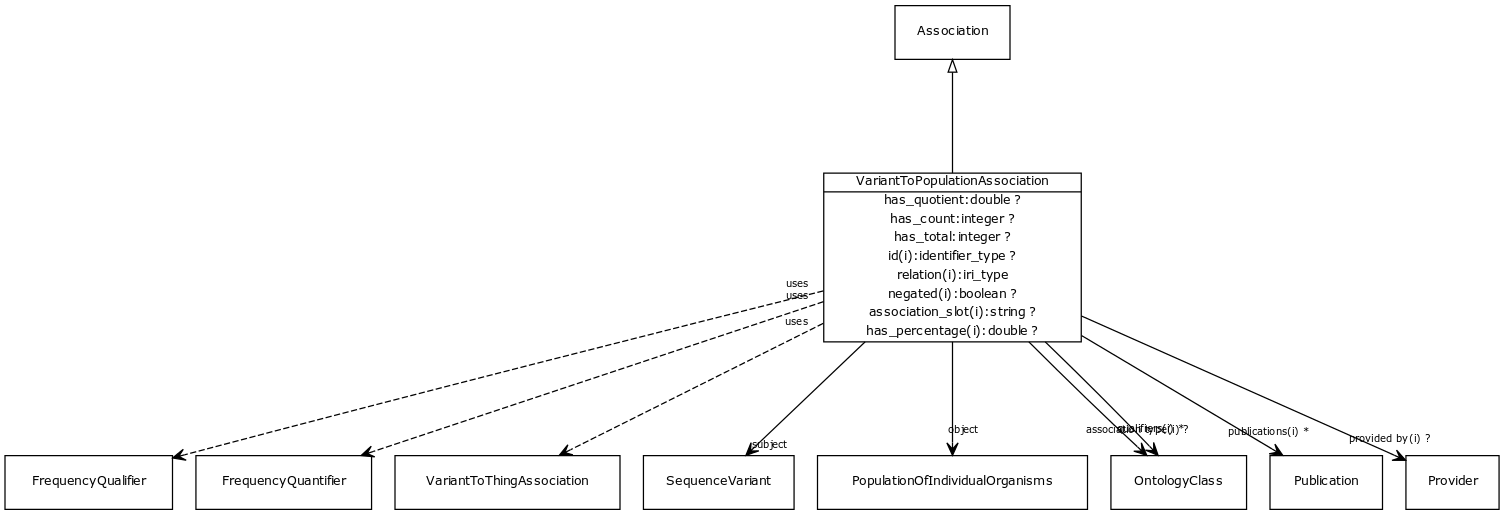 Association
VariantToPopulationAssociation
has_quotient:double ?
has_count:integer ?
has_total:integer ?
id(i):identifier_type ?
relation(i):iri_type
negated(i):boolean ?
association_slot(i):string ?
has_percentage(i):double ?
uses
uses
uses
subject
object
association type(i) ?
qualifiers(i) *
publications(i) *
provided by(i) ?
FrequencyQualifier
FrequencyQuantifier
VariantToThingAssociation
SequenceVariant
PopulationOfIndividualOrganisms
OntologyClass
Publication
Provider